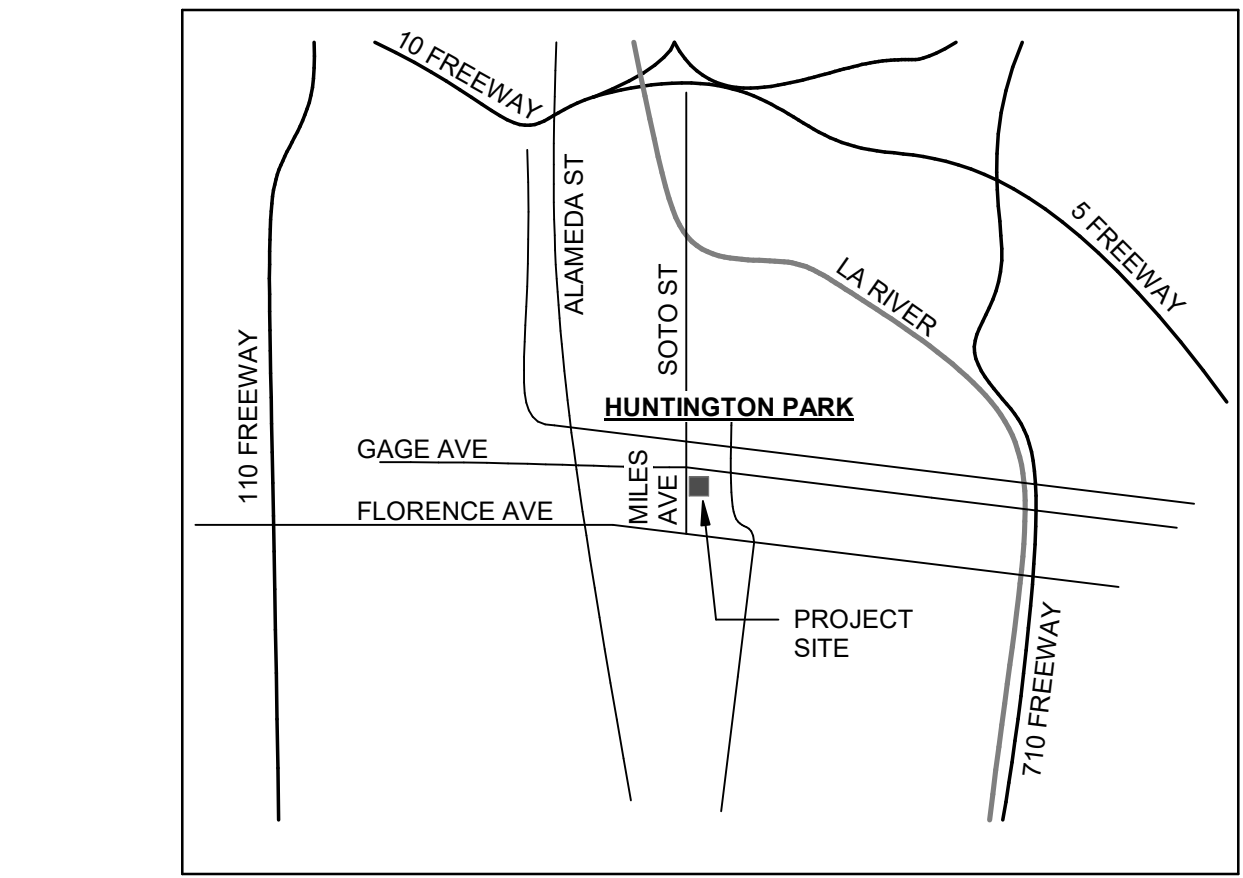 10 FREEWAY
ALAMEDA ST
5 FREEWAY
SOTO ST
LA RIVER
110 FREEWAY
HUNTINGTON PARK
GAGE AVE
MILES
AVE
FLORENCE AVE
PROJECT
SITE
710 FREEWAY